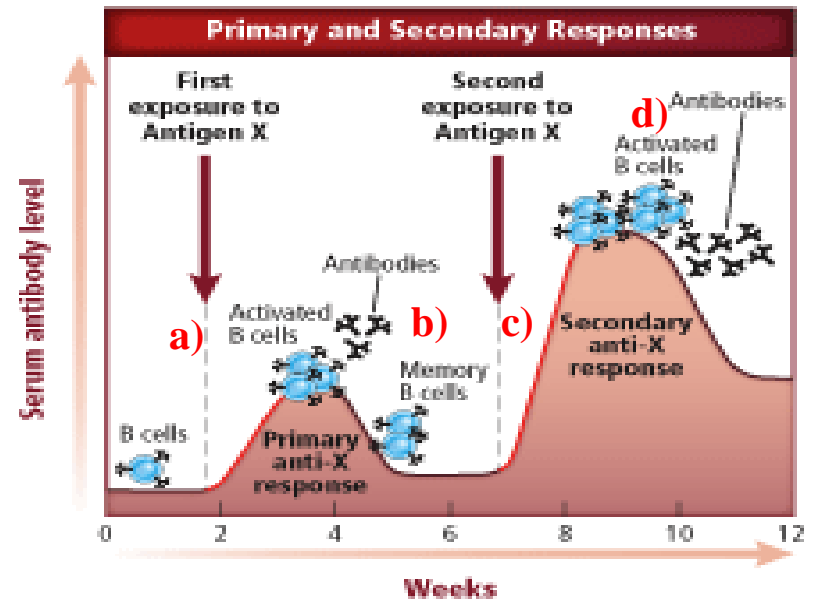 Primary and Secondary Responses
First
exposure to
Antigen X
Second
exposure to
Antigen X
d)
Antibodies
Activated
B cells
Antibodies
Activated
B cells
a)
b)
c)
Secondary
anti-X
response
Memory
B cells
B cells
Primary
anti-X
response
Serum antibody level
0 2 4 6 8 10 12
Weeks